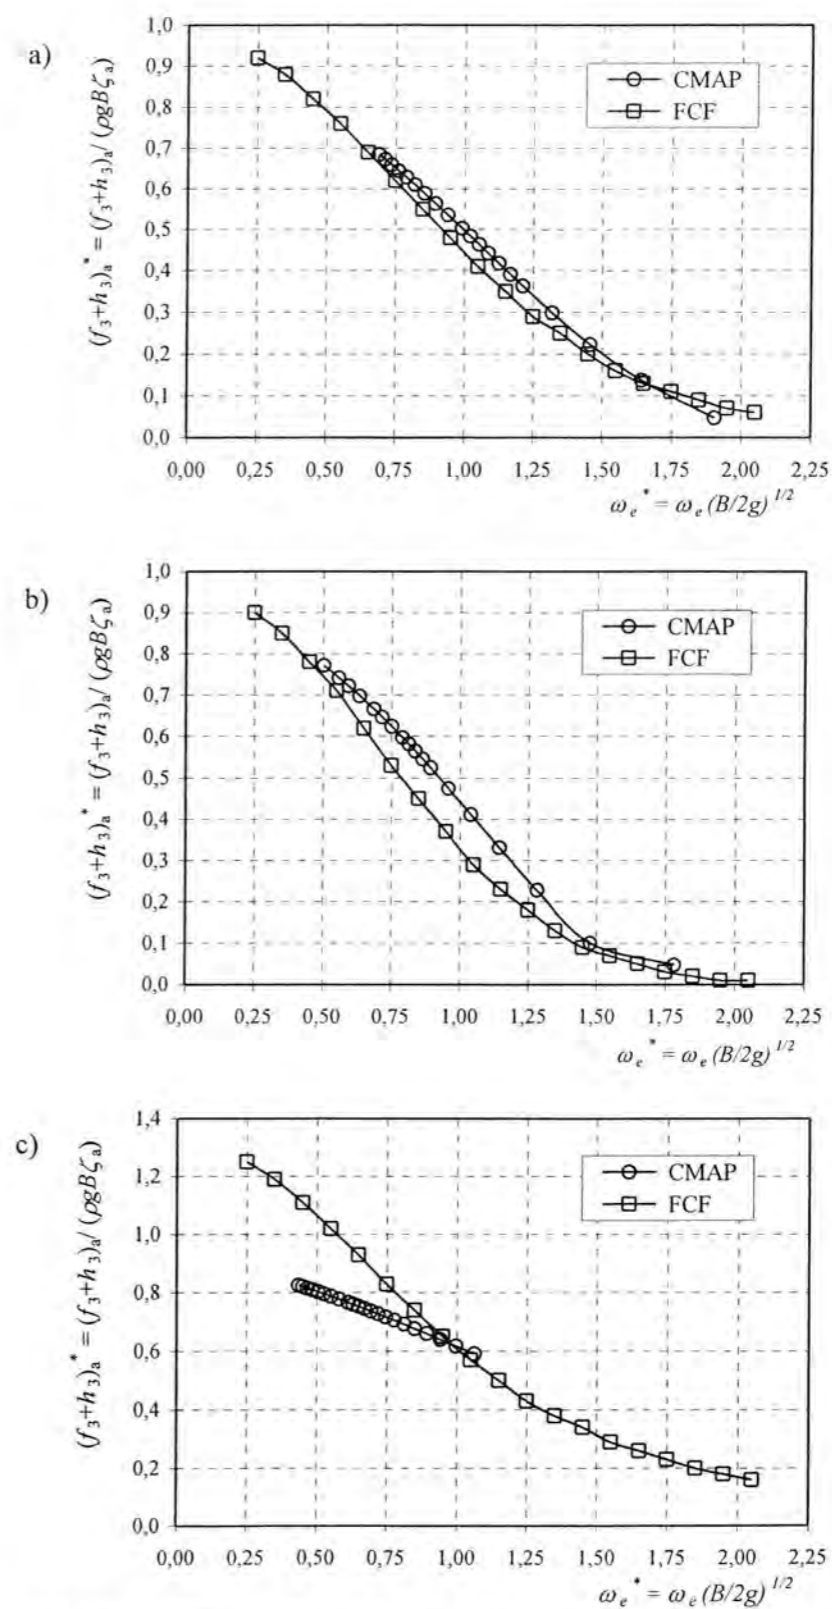 a)
(f₃+h₃)ₐ* = (f₃+h₃)ₐ / (ρgBζₐ)
1,0
0,9
0,8
0,7
0,6
0,5
0,4
0,3
0,2
0,1
0,0
CMAP
FCF
0,00 0,25 0,50 0,75 1,00 1,25 1,50 1,75 2,00 2,25
ωₑ* = ωₑ (B/2g) ^1/2
b)
(f₃+h₃)ₐ* = (f₃+h₃)ₐ / (ρgBζₐ)
1,0
0,9
0,8
0,7
0,6
0,5
0,4
0,3
0,2
0,1
0,0
CMAP
FCF
0,00 0,25 0,50 0,75 1,00 1,25 1,50 1,75 2,00 2,25
ωₑ* = ωₑ (B/2g) ^1/2
c)
(f₃+h₃)ₐ* = (f₃+h₃)ₐ / (ρgBζₐ)
1,4
1,2
1,0
0,8
0,6
0,4
0,2
0,0
CMAP
FCF
0,00 0,25 0,50 0,75 1,00 1,25 1,50 1,75 2,00 2,25
ωₑ* = ωₑ (B/2g) ^1/2